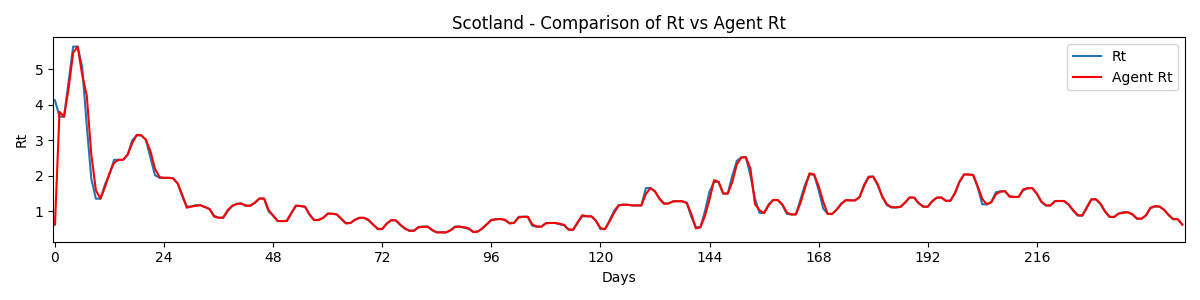 Scotland - Comparison of Rt vs Agent Rt
Rt
Agent Rt
5
4
3
2
1
Rt
0 24 48 72 96 120 144 168 192 216
Days